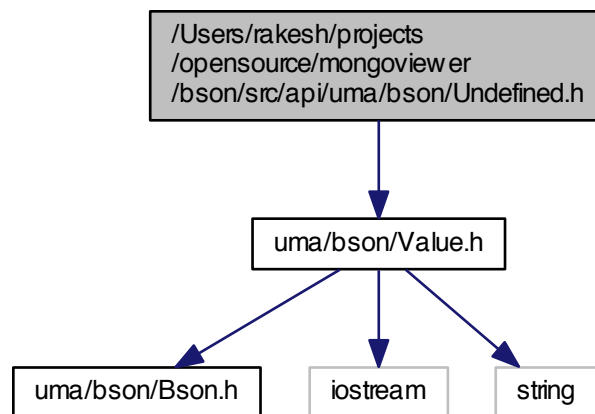 /Users/rakesh/projects
/opensource/mongoviewer
/bson/src/api/uma/bson/Undefined.h
uma/bson/Value.h
uma/bson/Bson.h
iostream
string